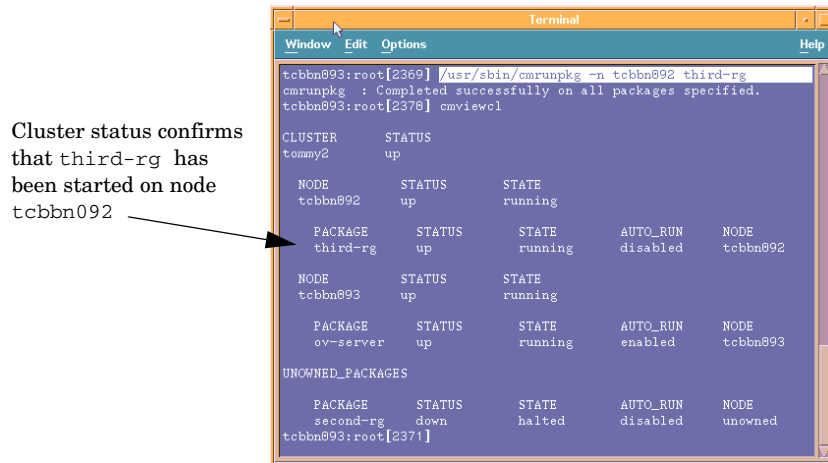 Cluster status confirms
that third-rg has
been started on node
tcbbn092
Terminal
Window Edit Options Help
tcbbn093:root[2369] /usr/sbin/cmrunpkg -n tcbbn092 third-rg
cmrunpkg : Completed successfully on all packages specified.
tcbbn093:root[2370] cmviewcl
CLUSTER STATUS
tommy2 up
NODE STATUS STATE
tcbbn092 up running
PACKAGE STATUS STATE AUTO_RUN NODE
third-rg up running disabled tcbbn092
NODE STATUS STATE
tcbbn093 up running
PACKAGE STATUS STATE AUTO_RUN NODE
ov-server up running enabled tcbbn093
UNOWNED_PACKAGES
PACKAGE STATUS STATE AUTO_RUN NODE
second-rg down halted disabled unowned
tcbbn093:root[2371]